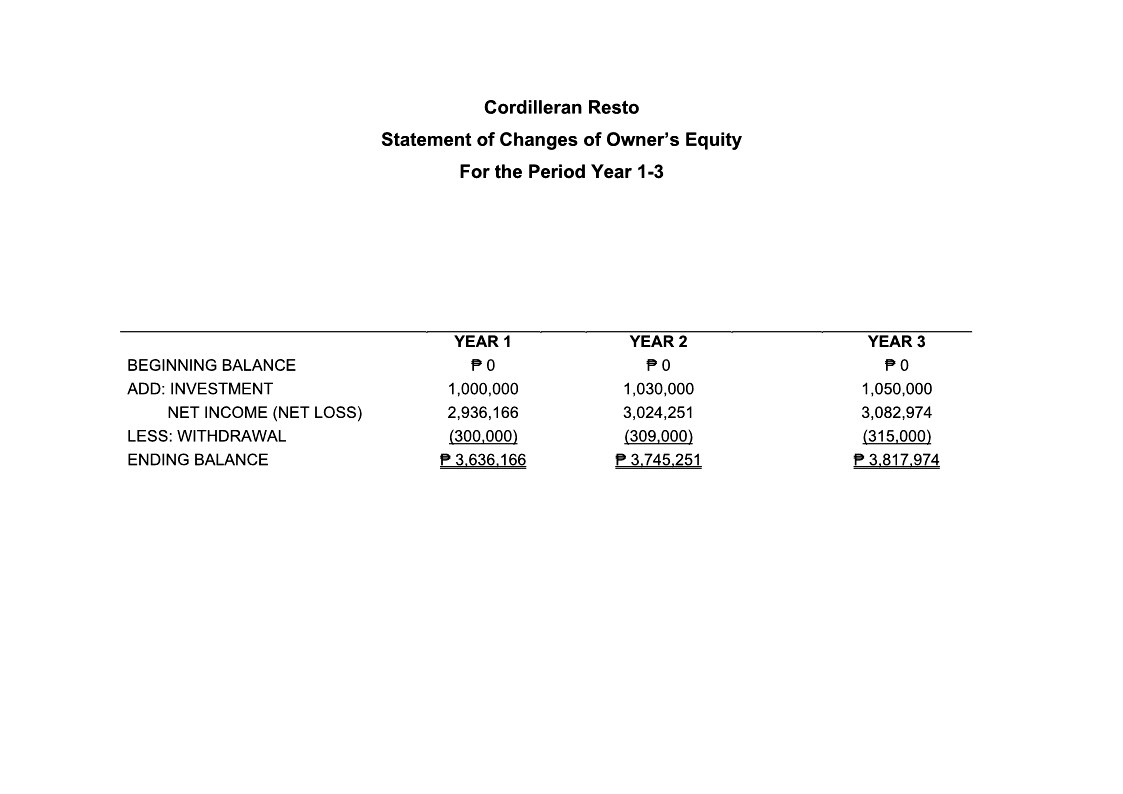 Cordilleran Resto
Statement of Changes of Owner’s Equity
For the Period Year 1-3
YEAR 1 YEAR 2 YEAR 3
BEGINNING BALANCE ₱ 0 ₱ 0 ₱ 0
ADD: INVESTMENT 1,000,000 1,030,000 1,050,000
NET INCOME (NET LOSS) 2,936,166 3,024,251 3,082,974
LESS: WITHDRAWAL (300,000) (309,000) (315,000)
ENDING BALANCE ₱ 3,636,166 ₱ 3,745,251 ₱ 3,817,974